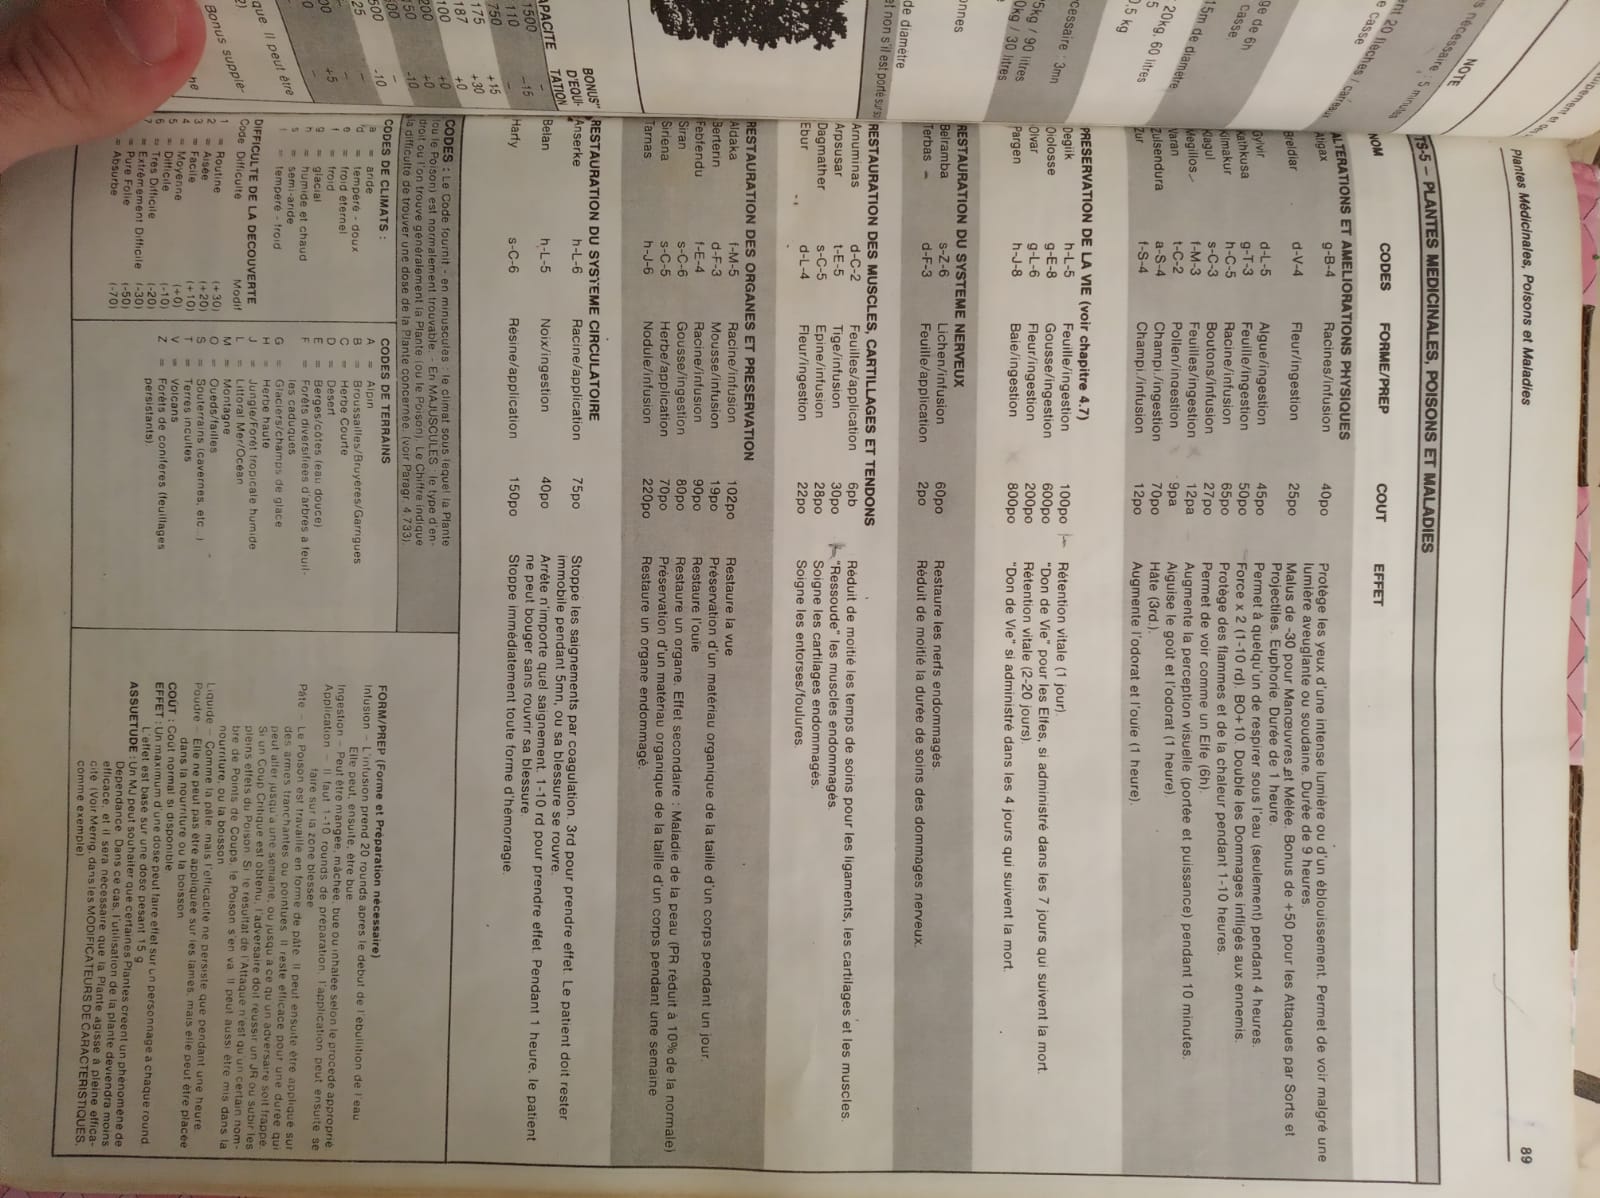 Plantes Médicinales, Poisons et Maladies 89
TS-5 – PLANTES MEDICINALES, POISONS ET MALADIES
NOM CODES FORME/PREP COUT EFFET
ALTERATIONS ET AMELIORATIONS PHYSIQUES
Atigax g-B-4 Racines/infusion 40po Protège les yeux d'une intense lumière ou d'un éblouissement. Permet de voir malgré une
lumière aveuglante ou soudaine. Durée de 9 heures.
Breldiar d-V-4 Fleur/ingestion 25po Malus de -30 pour Manœuvres et Mêlée. Bonus de +50 pour les Attaques par Sorts et
Projectiles. Euphorie. Durée de 1 heure.
Gylvir d-L-5 Algue/ingestion 45po Permet à quelqu'un de respirer sous l'eau (seulement) pendant 4 heures.
Kathkusa g-T-3 Feuille/ingestion 50po Force x 2 (1-10 rd). BO+10. Double les Dommages infligés aux ennemis.
Kilmakur h-C-5 Racine/infusion 65po Protège des flammes et de la chaleur pendant 1-10 heures.
Klagul s-C-3 Boutons/infusion 27po Permet de voir comme un Elfe (6h).
Megillos f-M-3 Feuilles/ingestion 12pa Augmente la perception visuelle (portée et puissance) pendant 10 minutes.
Varan t-C-2 Pollen/ingestion 9pa Aiguise le goût et l'odorat (1 heure).
Zulsendura a-S-4 Champi./ingestion 70po Hâte (3rd.).
Zur f-S-4 Champi./infusion 12po Augmente l'odorat et l'ouïe (1 heure).
PRESERVATION DE LA VIE (voir chapitre 4.7)
Degiik h-L-5 Feuille/ingestion 100po Rétention vitale (1 jour).
Oiolosse g-E-8 Gousse/ingestion 600po "Don de Vie" pour les Elfes, si administré dans les 7 jours qui suivent la mort.
Olvar g-L-6 Fleur/ingestion 200po Rétention vitale (2-20 jours).
Pargen h-J-8 Baie/ingestion 800po "Don de Vie" si administré dans les 4 jours qui suivent la mort.
RESTAURATION DU SYSTEME NERVEUX
Belramba s-Z-6 Lichen/infusion 60po Restaure les nerfs endommagés.
Terbas d-F-3 Feuille/application 2po Réduit de moitié la durée de soins des dommages nerveux.
RESTAURATION DES MUSCLES, CARTILLAGES ET TENDONS
Arnuminas d-C-2 Feuilles/application 6pb Réduit de moitié les temps de soins pour les ligaments, les cartilages et les muscles.
Arpsusar t-E-5 Tige/infusion 30po "Ressoude" les muscles endommagés.
Dagmather s-C-5 Epine/infusion 28po Soigne les cartilages endommagés.
Ebur d-L-4 Fleur/ingestion 22po Soigne les entorses/foulures.
RESTAURATION DES ORGANES ET PRESERVATION
Aldaka f-M-5 Racine/infusion 102po Restaure la vue
Berterin d-F-3 Mousse/infusion 19po Préservation d'un matériau organique de la taille d'un corps pendant un jour.
Febfendu f-E-4 Racine/infusion 90po Restaure l'ouïe
Siran s-C-6 Gousse/ingestion 80po Restaure un organe. Effet secondaire : Maladie de la peau (PR réduit à 10% de la normale)
Siriena s-C-5 Herbe/application 70po Préservation d'un matériau organique de la taille d'un corps pendant une semaine
Tarnas h-J-6 Nodule/infusion 220po Restaure un organe endommagé.
RESTAURATION DU SYSTEME CIRCULATOIRE
Anserke h-L-6 Racine/application 75po Stoppe les saignements par coagulation. 3rd pour prendre effet. Le patient doit rester
immobile pendant 5mn, ou sa blessure se rouvre.
Belan h-L-5 Noix/ingestion 40po Arrête n'importe quel saignement. 1-10 rd pour prendre effet. Pendant 1 heure, le patient
ne peut bouger sans rouvrir sa blessure.
Harfy s-C-6 Résine/application 150po Stoppe immédiatement toute forme d'hémorragie.
CODES : Le Code fournit - en minuscules : le climat sous lequel la Plante
(ou le Poison) est normalement trouvable. - En MAJUSCULES : le type d'en-
droit ou l'on trouve généralement la Plante (ou le Poison). Le Chiffre indique
la difficulté de trouver une dose de la Plante concernée. (voir Paragr. 4.733).
CODES DE CLIMATS :
a = aride
d = tempéré - doux
e = froid eternel
f = froid
g = glacial
h = humide et chaud
s = semi-aride
t = tempéré - froid
DIFFICULTE DE LA DECOUVERTE
Code Difficulté Modif
1 = Routine (+30)
2 = Aisée (+20)
3 = Facile (+10)
4 = Moyenne (+0)
5 = Difficile (-10)
6 = Très Difficile (-20)
7 = Extrêmement Difficile (-30)
= Pure Folie (-50)
= Absurbe (-70)
CODES DE TERRAINS
A = Alpin
B = Broussailles/Bruyères/Garrigues
C = Herbe Courte
D = Désert
E = Berges/côtes (eau douce)
F = Forêts diversifiées d'arbres à feuil-
les caduques
G = Glaciers/champs de glace
H = Herbe haute
J = Jungle/Forêt tropicale humide
L = Littoral Mer/Océan
M = Montagne
O = Oueds/failles
S = Souterrains (cavernes, etc...)
T = Terres incultes
V = Volcans
Z = Forêts de conifères (feuillages
persistants).
FORM/PREP (Forme et Préparation nécessaire)
Infusion – L'infusion prend 20 rounds après le début de l'ébullition de l'eau
Elle peut, ensuite, être bue.
Ingestion – Peut être mangée, mâchée, bue ou inhalée selon le procédé approprié
Application – Il faut 1-10 rounds de préparation, l'application peut ensuite se
faire sur la zone blessée
Pâte – Le Poison est travaillé en forme de pâte. Il peut ensuite être appliqué sur
des armes tranchantes ou pointues. Il reste efficace pour une durée qui
peut aller jusqu'à une semaine, ou jusqu'à ce qu'un adversaire soit frappé.
Si un Coup Critique est obtenu, l'adversaire doit réussir un JR ou subir les
pleins effets du Poison. Si le résultat de l'Attaque n'est qu'un certain nom-
bre de Points de Coups, le Poison s'en va. Il peut aussi être mis dans la
nourriture, ou la boisson
Liquide – Comme la pâte, mais l'efficacité ne persiste que pendant une heure.
Poudre – Elle ne peut pas être appliquée sur les lames, mais elle peut être placée
dans la nourriture ou la boisson
COÛT : Coût normal si disponible
EFFET : Un maximum d'une dose peut faire effet sur un personnage à chaque round.
L'effet est basé sur une dose pesant 15 g
ASSUETUDE : Un MJ peut souhaiter que certaines Plantes créent un phénomène de
Dépendance. Dans ce cas, l'utilisation de la plante deviendra moins
efficace, et il sera nécessaire que la Plante agisse à pleine effica-
cité (Voir Merrig, dans les MODIFICATEURS DE CARACTERISTIQUES,
comme exemple)
NOTE
s nécessaire : 5 minutes
nt 20 flèches / carreaux
e casse
ge de 6h
casse.
15m de diamètre
20kg, 60 litres
5
0,5 kg
cessaire : 3mn
5kg / 90 litres
0kg / 30 litres
onnes
de diamètre
et non s'il est porté sur
BONUS
D'EQUI-
APACITE TATION
1500 –
110 -15
750 –
175 +15
187 +30
100 +0
200 +0
150 +0
500 -10
500 –
25 -10
+5
que. Il peut être
Bonus supplé-